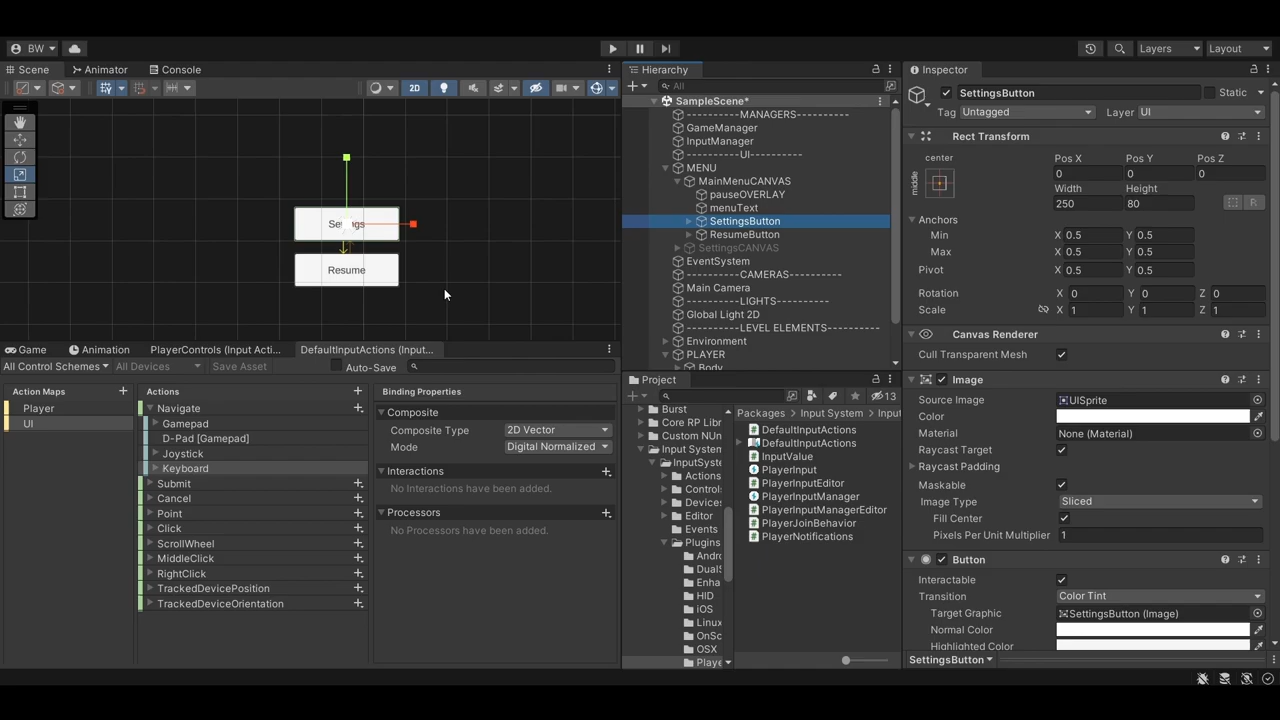 BW
Layers
Layout
Scene
Animator
Console
2D
Settings
Resume
Hierarchy
All
SampleScene*
----------MANAGERS----------
GameManager
InputManager
----------UI----------
MENU
MainMenuCANVAS
pauseOVERLAY
menuText
SettingsButton
ResumeButton
SettingsCANVAS
EventSystem
----------CAMERAS----------
Main Camera
----------LIGHTS----------
Global Light 2D
----------LEVEL ELEMENTS----------
Environment
PLAYER
Body
Inspector
SettingsButton
Static
Tag Untagged
Layer UI
Rect Transform
center
middle
Pos X Pos Y Pos Z
0 0 0
Width Height
250 80
R
Anchors
Min X 0.5 Y 0.5
Max X 0.5 Y 0.5
Pivot X 0.5 Y 0.5
Rotation X 0 Y 0 Z 0
Scale X 1 Y 1 Z 1
Canvas Renderer
Cull Transparent Mesh
Image
Source Image UISprite
Color
Material None (Material)
Raycast Target
Raycast Padding
Maskable
Image Type Sliced
Fill Center
Pixels Per Unit Multiplier 1
Button
Interactable
Transition Color Tint
Target Graphic SettingsButton (Image)
Normal Color
Highlighted Color
SettingsButton
Game
Animation
PlayerControls (Input Acti...
DefaultInputActions (Input...
All Control Schemes
All Devices
Save Asset
Auto-Save
Action Maps
Player
UI
Actions
Navigate
Gamepad
D-Pad [Gamepad]
Joystick
Keyboard
Submit
Cancel
Point
Click
ScrollWheel
MiddleClick
RightClick
TrackedDevicePosition
TrackedDeviceOrientation
Binding Properties
Composite
Composite Type 2D Vector
Mode Digital Normalized
Interactions
No Interactions have been added.
Processors
No Processors have been added.
Project
13
Burst
Core RP Libr
Custom NUn
Input System
InputSyste
Actions
Control
Devices
Editor
Events
Plugins
Andro
DualS
Enha
HID
iOS
Linux
OnSc
OSX
Playe
Packages > Input System > Input
DefaultInputActions
DefaultInputActions
InputValue
PlayerInput
PlayerInputEditor
PlayerInputManager
PlayerInputManagerEditor
PlayerJoinBehavior
PlayerNotifications